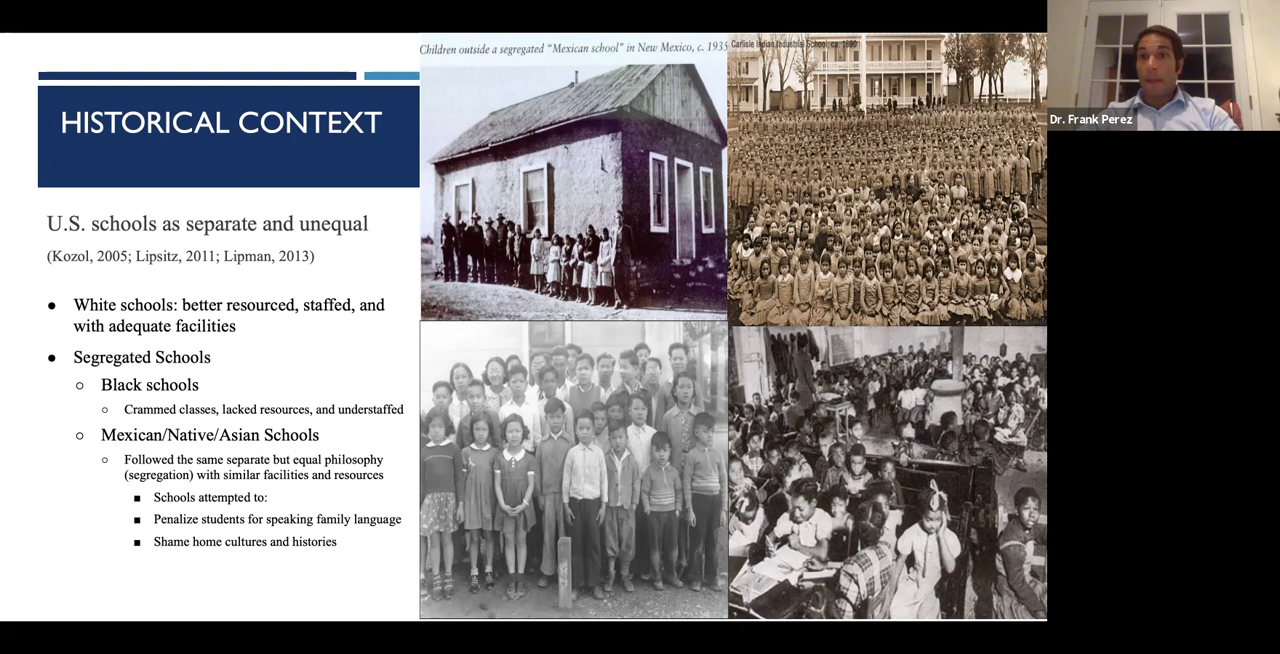 Children outside a segregated "Mexican school" in New Mexico, c. 1935
Carlisle Indian Industrial School, ca. 1890
Dr. Frank Perez
HISTORICAL CONTEXT
U.S. schools as separate and unequal
(Kozol, 2005; Lipsitz, 2011; Lipman, 2013)
● White schools: better resourced, staffed, and
with adequate facilities
● Segregated Schools
○ Black schools
○ Crammed classes, lacked resources, and understaffed
○ Mexican/Native/Asian Schools
○ Followed the same separate but equal philosophy
(segregation) with similar facilities and resources
■ Schools attempted to:
■ Penalize students for speaking family language
■ Shame home cultures and histories